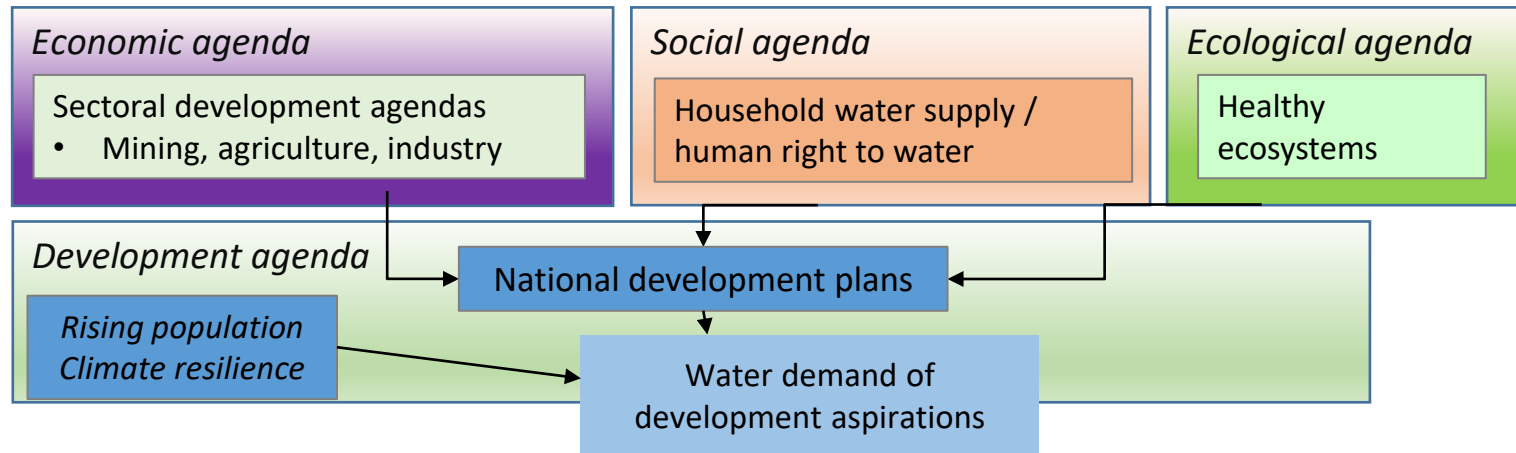 Economic agenda
Sectoral development agendas
• Mining, agriculture, industry
Social agenda
Household water supply /
human right to water
Ecological agenda
Healthy
ecosystems
Development agenda
National development plans
Rising population
Climate resilience
Water demand of
development aspirations